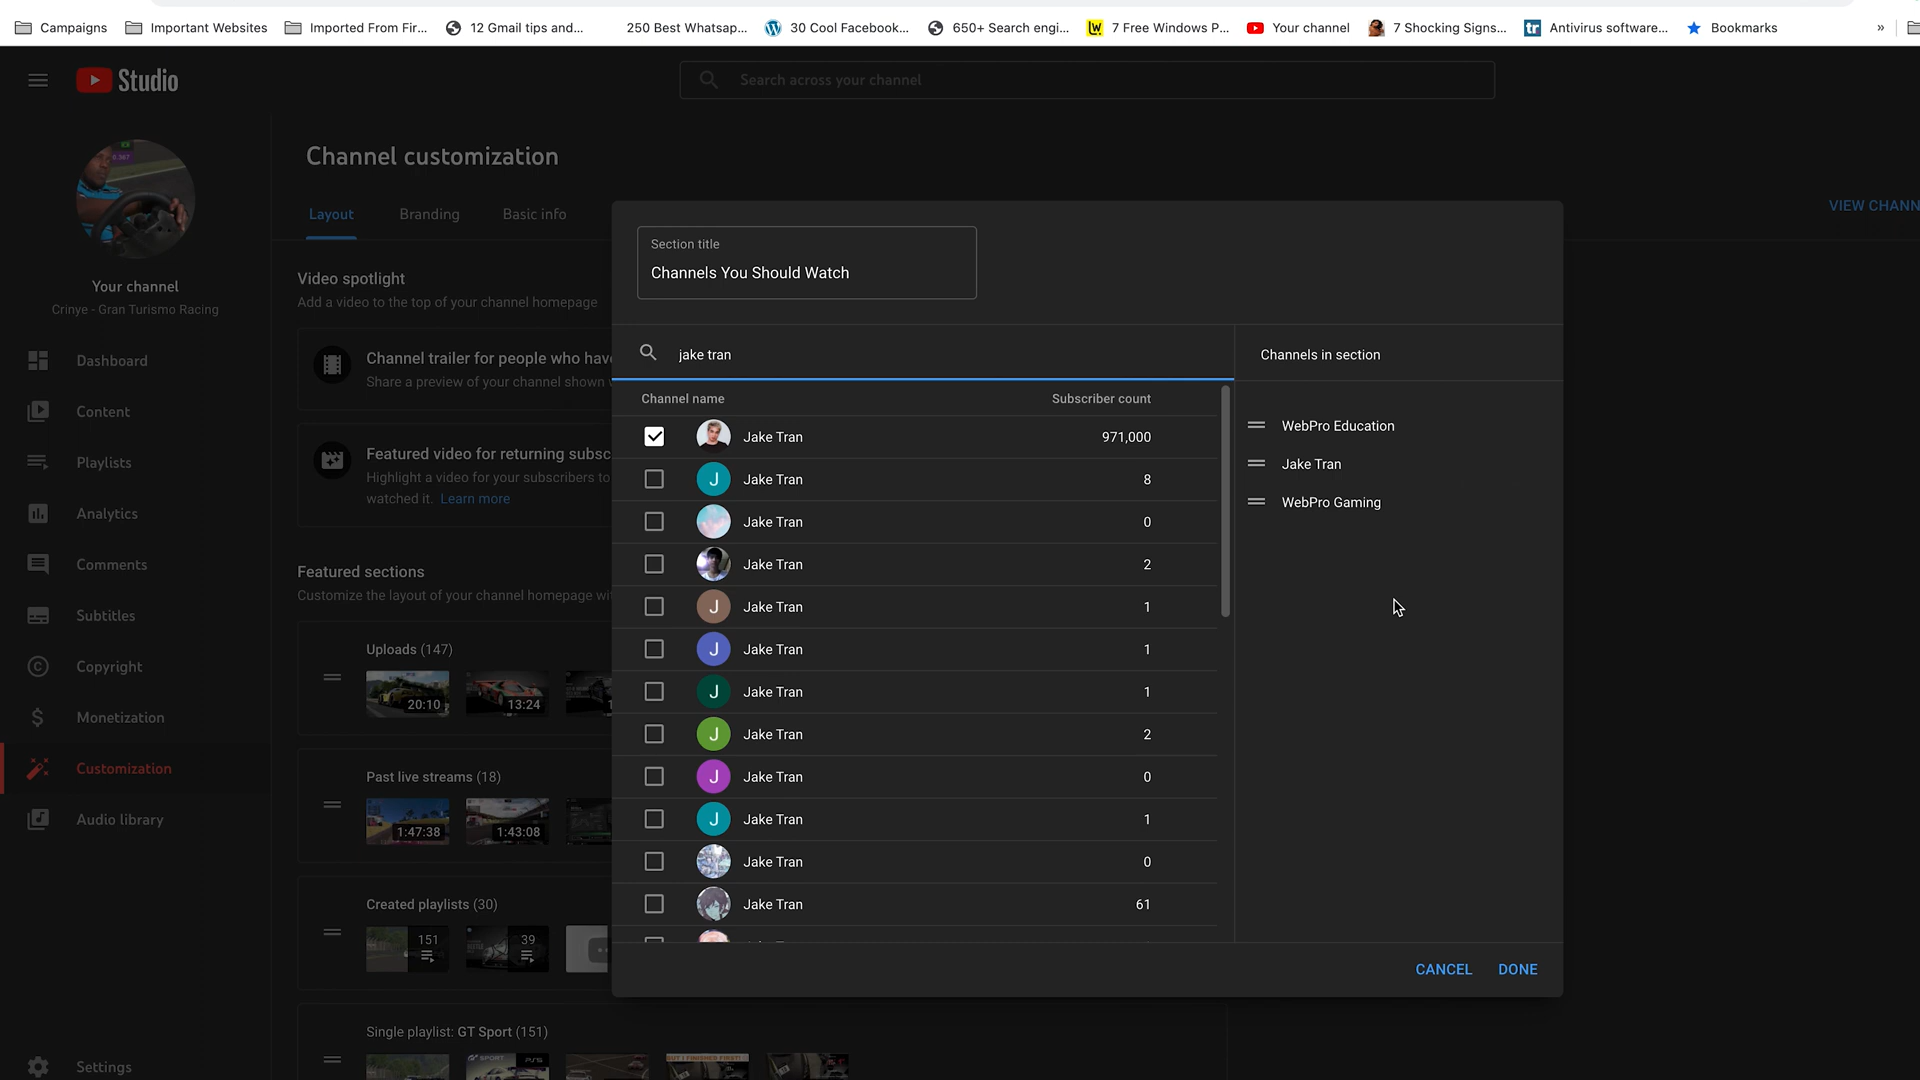 Campaigns
Important Websites
Imported From Fir...
12 Gmail tips and...
250 Best Whatsap...
30 Cool Facebook...
650+ Search engi...
7 Free Windows P...
Your channel
7 Shocking Signs...
Antivirus software...
Bookmarks
»
Studio
Search across your channel
Channel customization
Layout
Branding
Basic info
VIEW CHANN
Your channel
Crinye - Gran Turismo Racing
Dashboard
Content
Playlists
Analytics
Comments
Subtitles
Copyright
Monetization
Customization
Audio library
Settings
Video spotlight
Add a video to the top of your channel homepage
Channel trailer for people who have
Share a preview of your channel shown
Featured video for returning subsc
Highlight a video for your subscribers to
watched it. Learn more
Featured sections
Customize the layout of your channel homepage wi
Uploads (147)
20:10
13:24
Past live streams (18)
1:47:38
1:43:08
Created playlists (30)
151
39
Single playlist: GT Sport (151)
Section title
Channels You Should Watch
jake tran
Channel name
Subscriber count
Jake Tran 971,000
J Jake Tran 8
Jake Tran 0
Jake Tran 2
J Jake Tran 1
J Jake Tran 1
J Jake Tran 1
J Jake Tran 2
J Jake Tran 0
J Jake Tran 1
Jake Tran 0
Jake Tran 61
Channels in section
WebPro Education
Jake Tran
WebPro Gaming
CANCEL
DONE